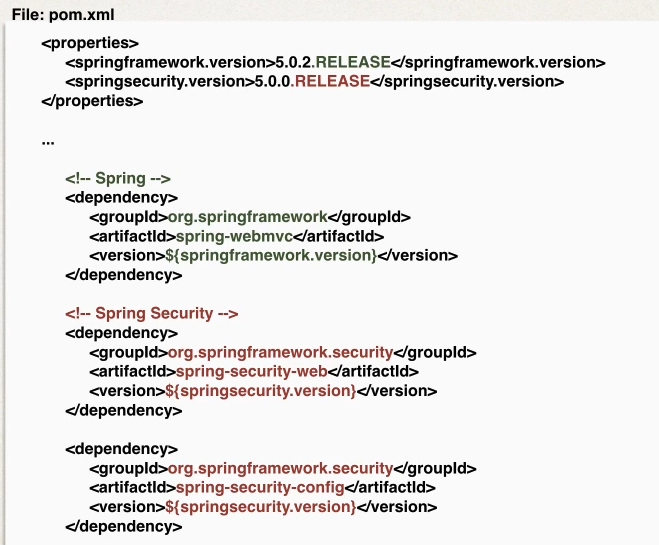 File: pom.xml
<properties>
<springframework.version>5.0.2.RELEASE</springframework.version>
<springsecurity.version>5.0.0.RELEASE</springsecurity.version>
</properties>
...
<!-- Spring -->
<dependency>
<groupId>org.springframework</groupId>
<artifactId>spring-webmvc</artifactId>
<version>${springframework.version}</version>
</dependency>
<!-- Spring Security -->
<dependency>
<groupId>org.springframework.security</groupId>
<artifactId>spring-security-web</artifactId>
<version>${springsecurity.version}</version>
</dependency>
<dependency>
<groupId>org.springframework.security</groupId>
<artifactId>spring-security-config</artifactId>
<version>${springsecurity.version}</version>
</dependency>